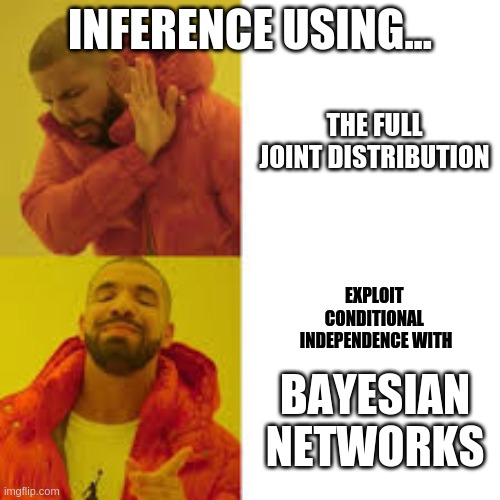 INFERENCE USING...
THE FULL
JOINT DISTRIBUTION
EXPLOIT
CONDITIONAL
INDEPENDENCE WITH
BAYESIAN
NETWORKS
imgflip.com